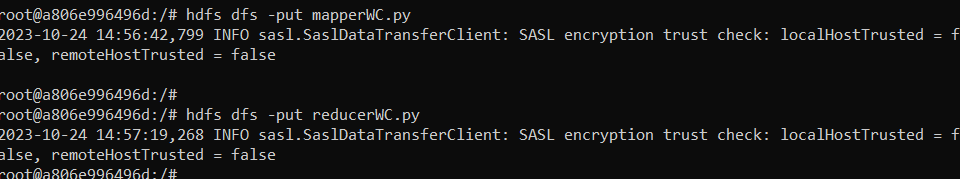 root@a806e996496d:/# hdfs dfs -put mapperWC.py
2023-10-24 14:56:42,799 INFO sasl.SaslDataTransferClient: SASL encryption trust check: localHostTrusted = f
alse, remoteHostTrusted = false
root@a806e996496d:/#
root@a806e996496d:/# hdfs dfs -put reducerWC.py
2023-10-24 14:57:19,268 INFO sasl.SaslDataTransferClient: SASL encryption trust check: localHostTrusted = f
alse, remoteHostTrusted = false
root@a806e996496d:/#